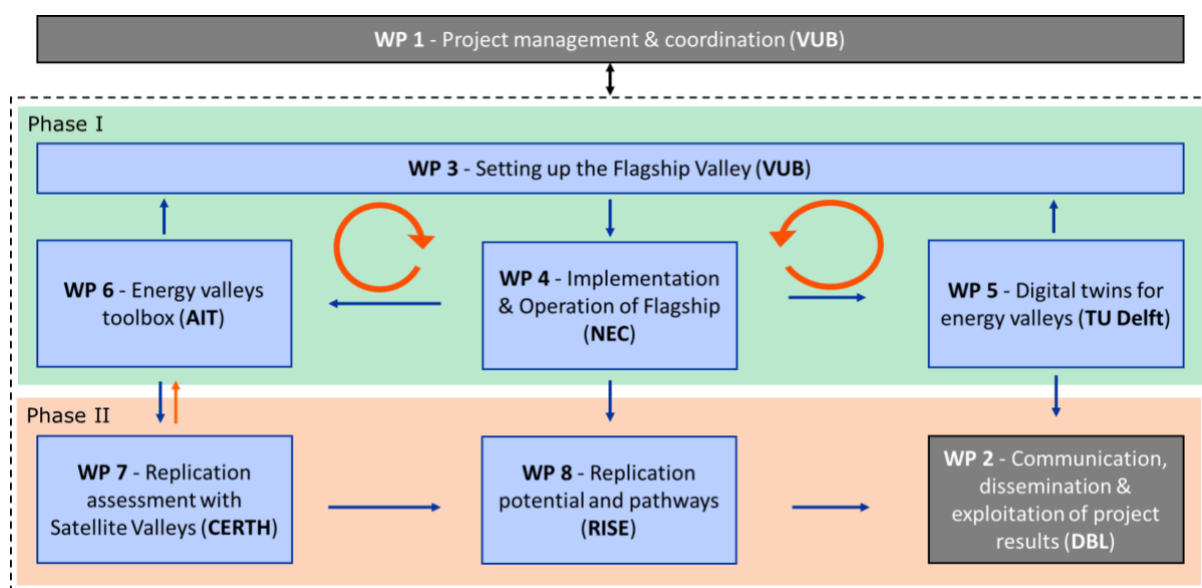 WP 1 - Project management & coordination (VUB)
Phase I
WP 3 - Setting up the Flagship Valley (VUB)
WP 6 - Energy valleys
toolbox (AIT)
WP 4 - Implementation
& Operation of Flagship
(NEC)
WP 5 - Digital twins for
energy valleys (TU Delft)
Phase II
WP 7 - Replication
assessment with
Satellite Valleys (CERTH)
WP 8 - Replication
potential and pathways
(RISE)
WP 2 - Communication,
dissemination &
exploitation of project
results (DBL)